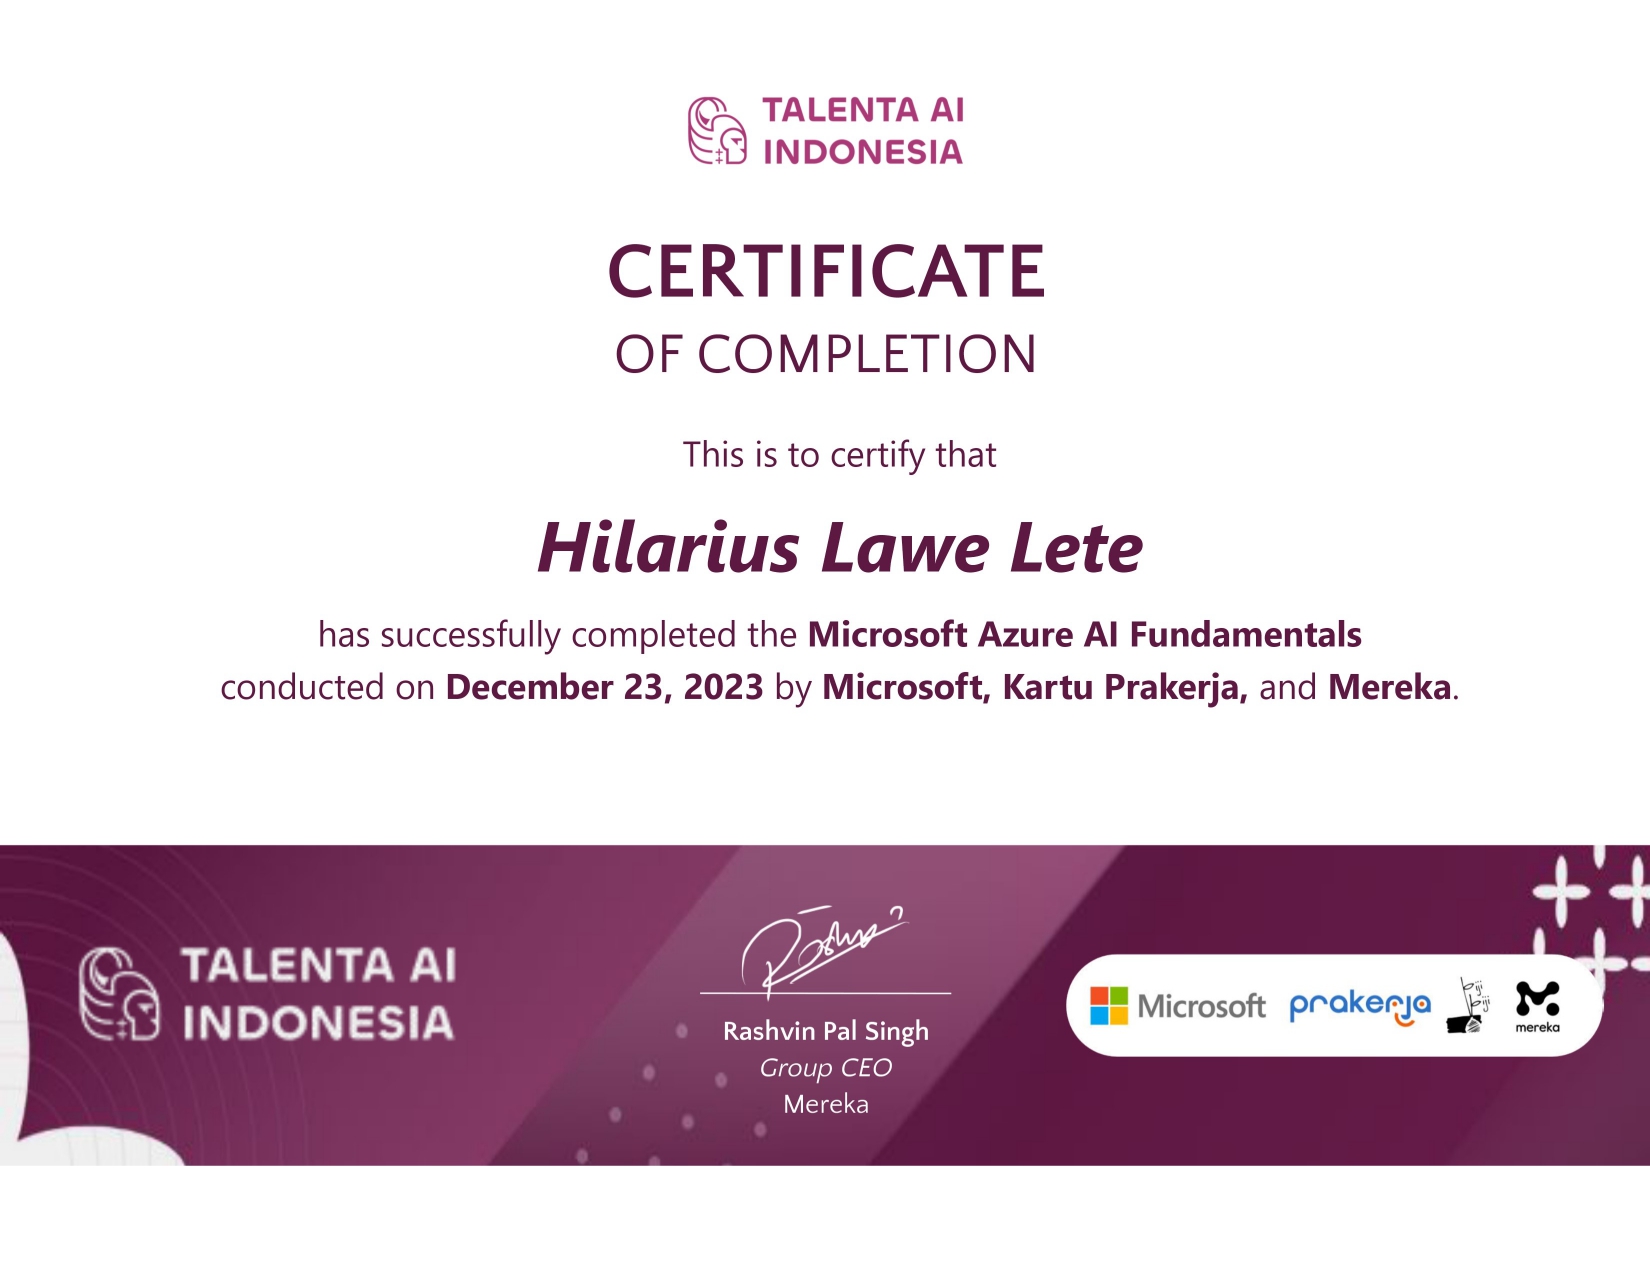 TALENTA AI
INDONESIA
CERTIFICATE
OF COMPLETION
This is to certify that
Hilarius Lawe Lete
has successfully completed the Microsoft Azure AI Fundamentals
conducted on December 23, 2023 by Microsoft, Kartu Prakerja, and Mereka.
TALENTA AI
INDONESIA
Rashvin Pal Singh
Group CEO
Mereka
Microsoft
prakerja
biji
biji
mereka